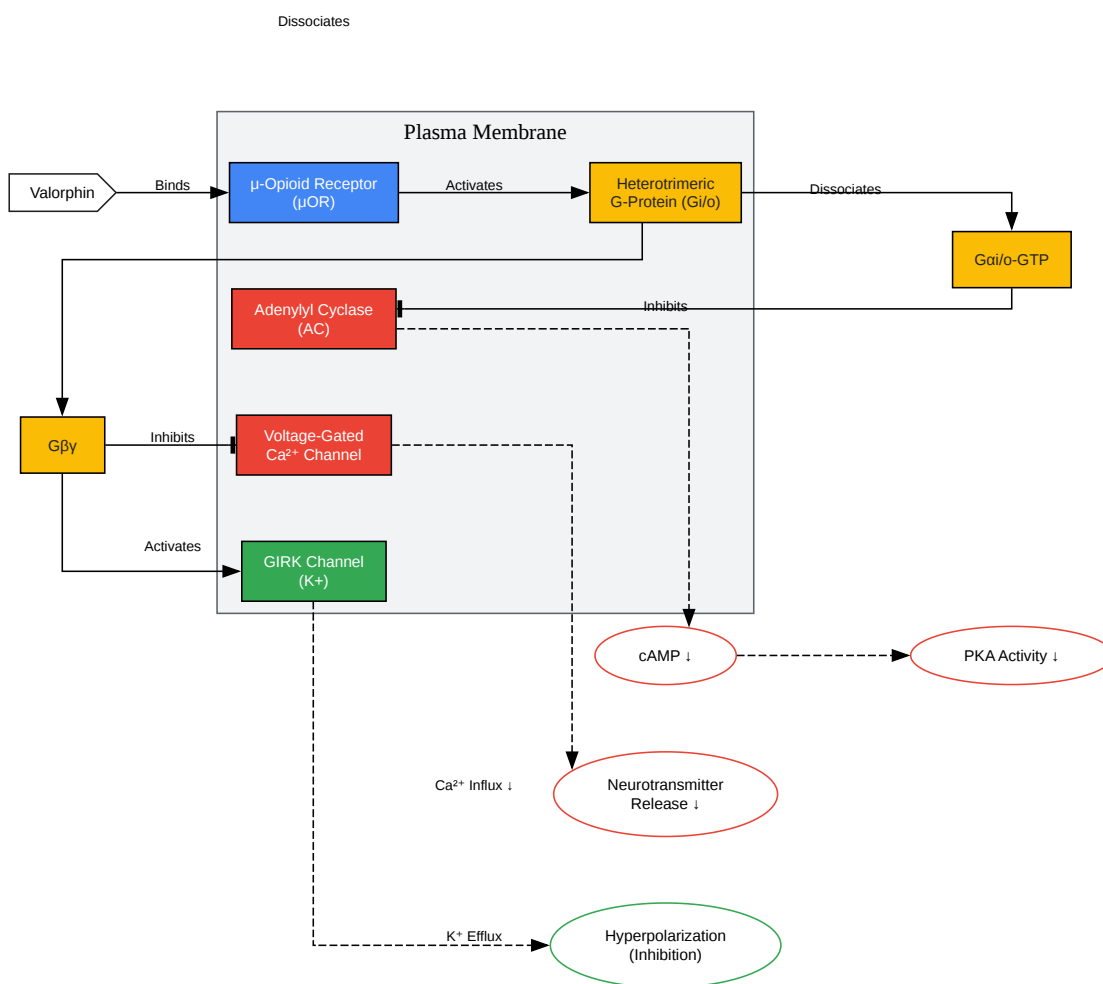 Dissociates
Plasma Membrane
Valorphin
Binds
μ-Opioid Receptor
(μOR)
Activates
Heterotrimeric
G-Protein (Gi/o)
Dissociates
Gαi/o-GTP
Adenylyl Cyclase
(AC)
Inhibits
Gβγ
Inhibits
Voltage-Gated
Ca²⁺ Channel
Activates
GIRK Channel
(K+)
cAMP ↓
PKA Activity ↓
Ca²⁺ Influx ↓
Neurotransmitter
Release ↓
K⁺ Efflux
Hyperpolarization
(Inhibition)